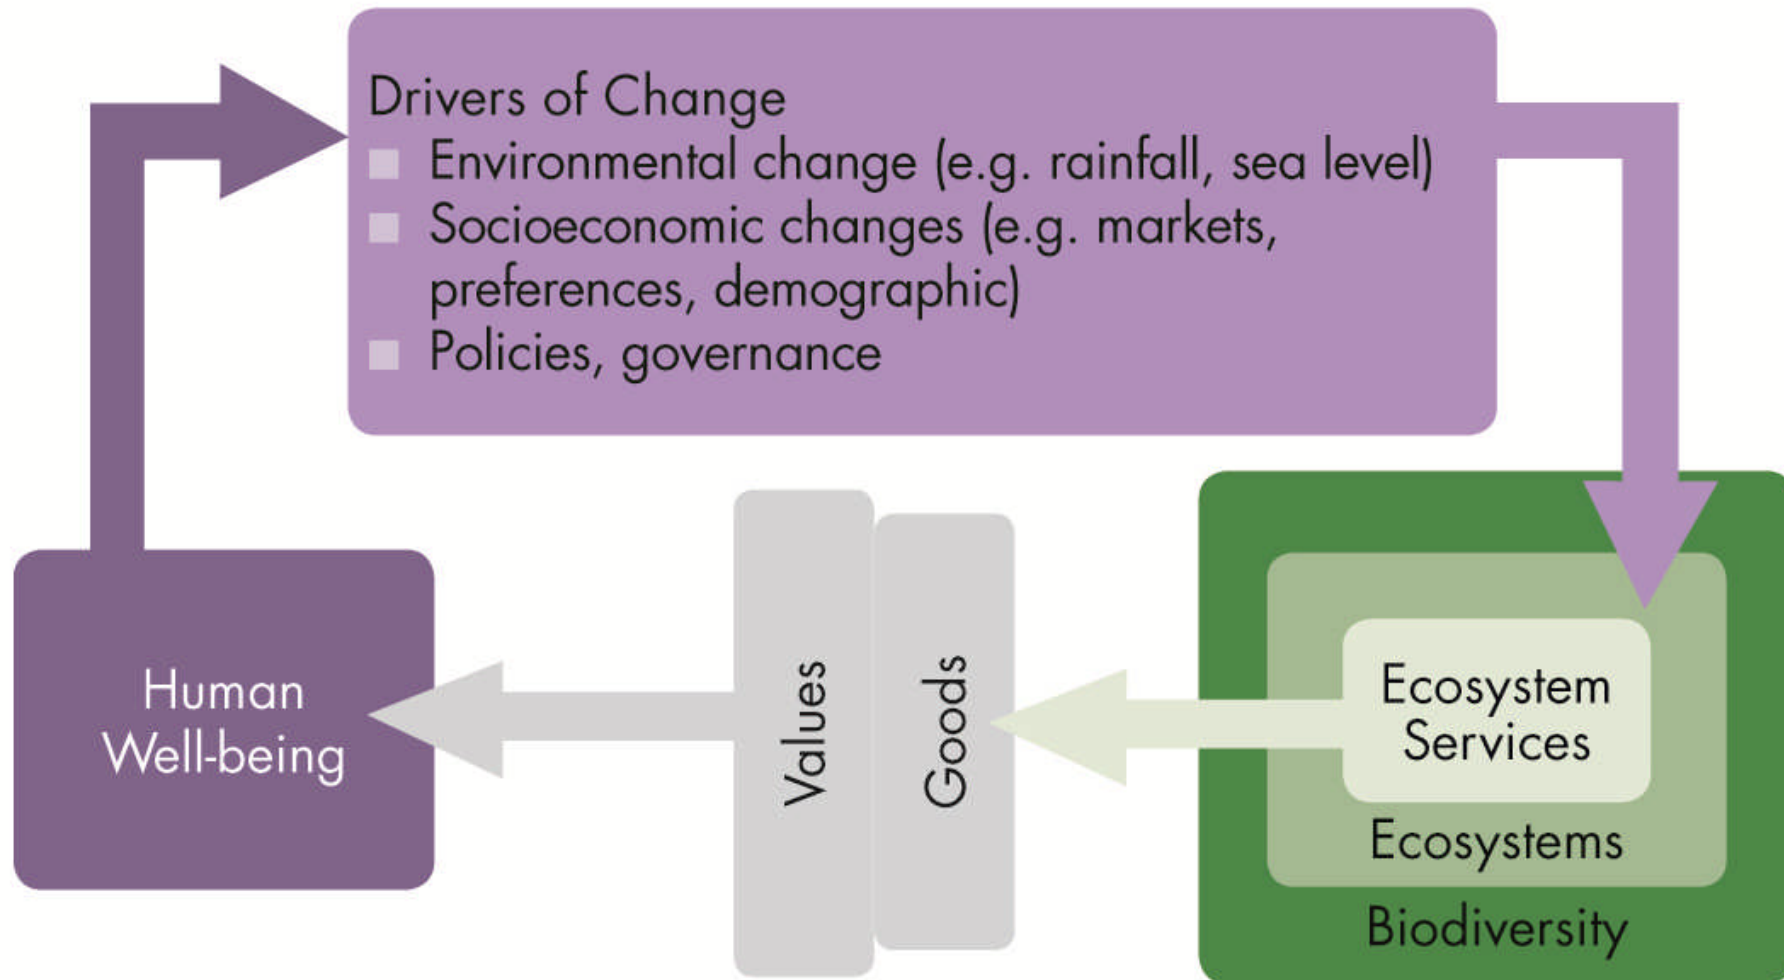 Drivers of Change
Environmental change (e.g. rainfall, sea level)
Socioeconomic changes (e.g. markets,
preferences, demographic)
Policies, governance
Human
Well-being
Values
Goods
Ecosystem
Services
Ecosystems
Biodiversity